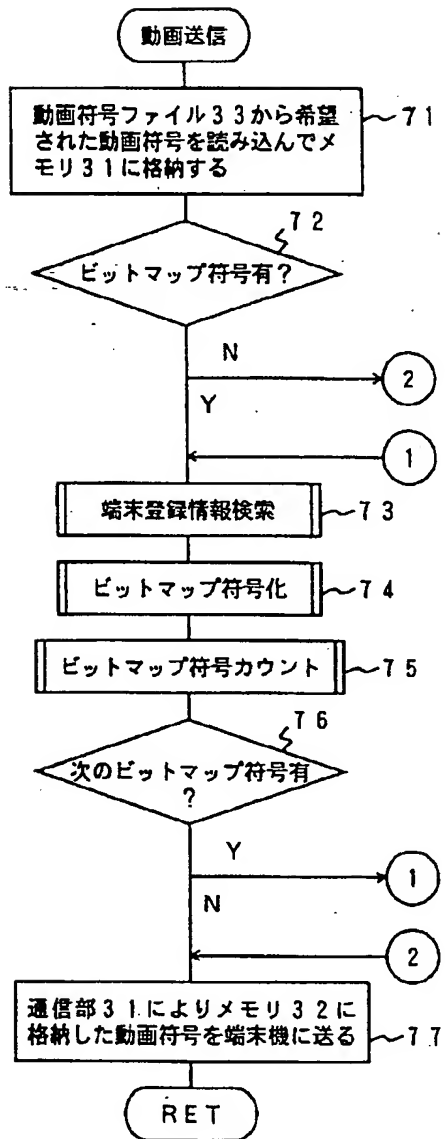 動画送信
動画符号ファイル33から希望
された動画符号を読み込んでメ
モリ31に格納する
71
72
ビットマップ符号有?
N
2
Y
1
端末登録情報検索
73
ビットマップ符号化
74
ビットマップ符号カウント
75
76
次のビットマップ符号有
?
Y
1
N
2
通信部31によりメモリ32に
格納した動画符号を端末機に送る
77
RET